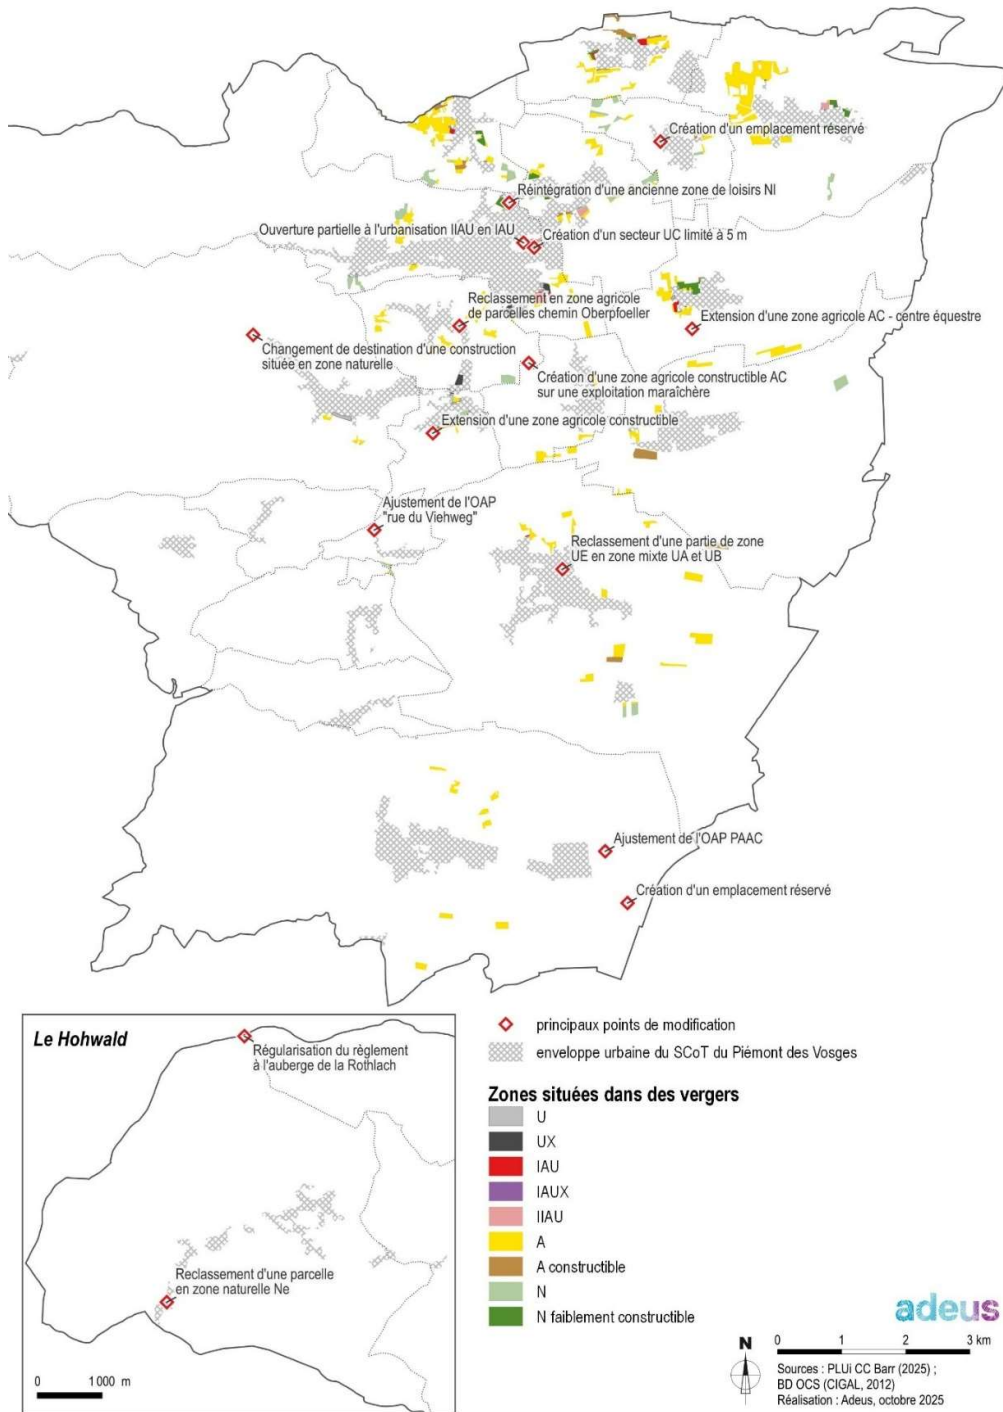 Création d'un emplacement réservé
Réintégration d'une ancienne zone de loisirs Nl
Ouverture partielle à l'urbanisation IIAU en IAU
Création d'un secteur UC limité à 5 m
Reclassement en zone agricole
de parcelles chemin Oberpfoeller
Extension d'une zone agricole AC - centre équestre
Changement de destination d'une construction
située en zone naturelle
Création d'une zone agricole constructible AC
sur une exploitation maraîchère
Extension d'une zone agricole constructible
Ajustement de l'OAP
"rue du Viehweg"
Reclassement d'une partie de zone
UE en zone mixte UA et UB
Ajustement de l'OAP PAAC
Création d'un emplacement réservé
Le Hohwald
Régularisation du règlement
à l'auberge de la Rothlach
Reclassement d'une parcelle
en zone naturelle Ne
0 1 000 m
principaux points de modification
enveloppe urbaine du SCoT du Piémont des Vosges
Zones situées dans des vergers
U
UX
IAU
IAUX
IIAU
A
A constructible
N
N faiblement constructible
adeus
N
0 1 2 3 km
Sources : PLUi CC Barr (2025) ;
BD OCS (CIGAL, 2012)
Réalisation : Adeus, octobre 2025